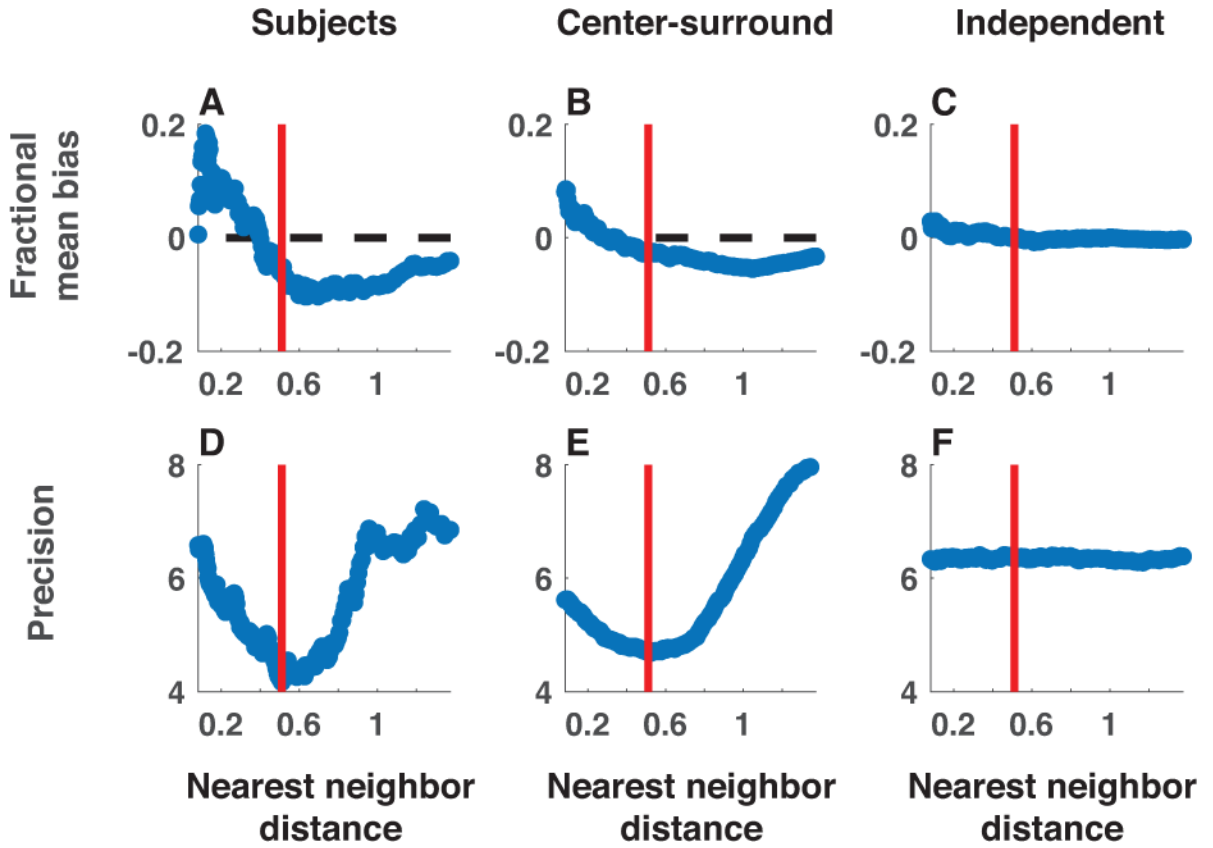 Subjects
Center-surround
Independent
Fractional
mean bias
A
0.2
0
-0.2
0.2 0.6 1
B
0.2
0
-0.2
0.2 0.6 1
C
0.2
0
-0.2
0.2 0.6 1
Precision
D
8
6
4
0.2 0.6 1
E
8
6
4
0.2 0.6 1
F
8
6
4
0.2 0.6 1
Nearest neighbor
distance
Nearest neighbor
distance
Nearest neighbor
distance